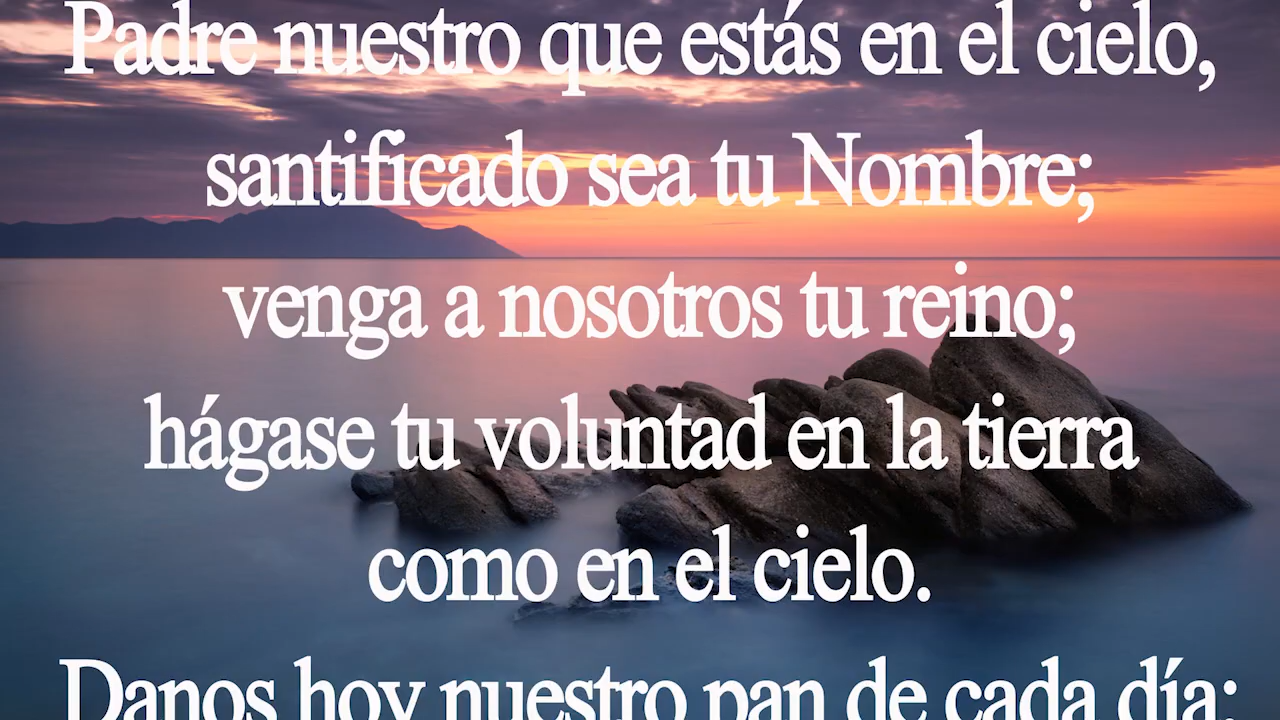 Padre nuestro que estás en el cielo,
santificado sea tu Nombre;
venga a nosotros tu reino;
hágase tu voluntad en la tierra
como en el cielo.
Danos hoy nuestro pan de cada día;